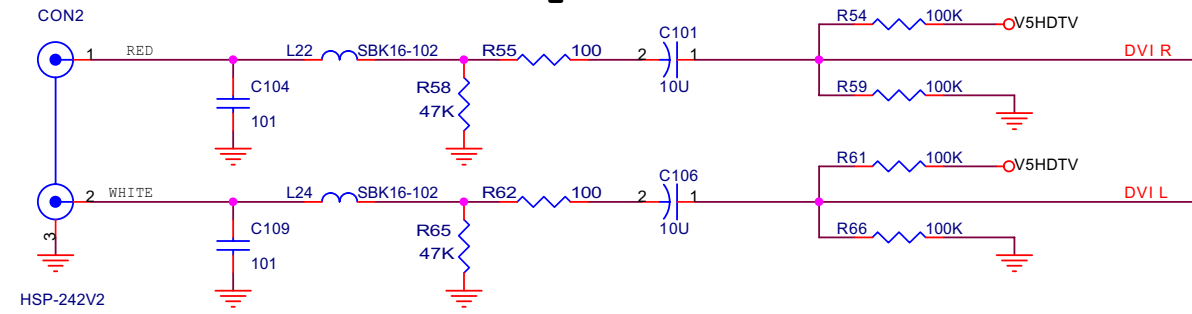 CON2
R54 100K V5HDTV
C101
1 RED L22 SBK16-102 R55 100 2 1 DVI R
C104 R58 10U R59 100K
101 47K
R61 100K V5HDTV
C106
2 WHITE L24 SBK16-102 R62 100 2 1 DVI L
3 C109 R65 10U R66 100K
101 47K
HSP-242V2